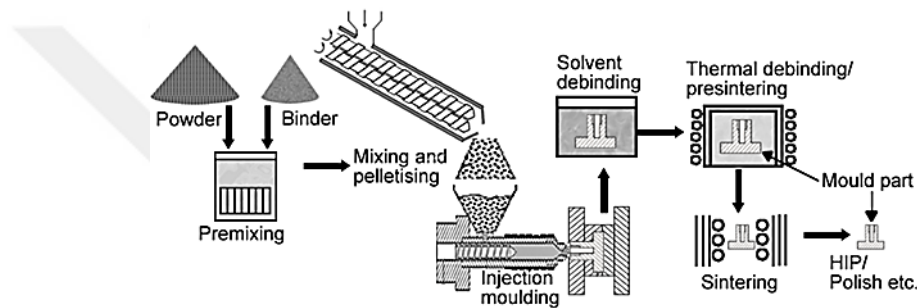 Powder
Binder
Premixing
Mixing and
pelletising
Injection
moulding
Solvent
debinding
Thermal debinding/
presintering
Mould part
Sintering
HIP/
Polish etc.